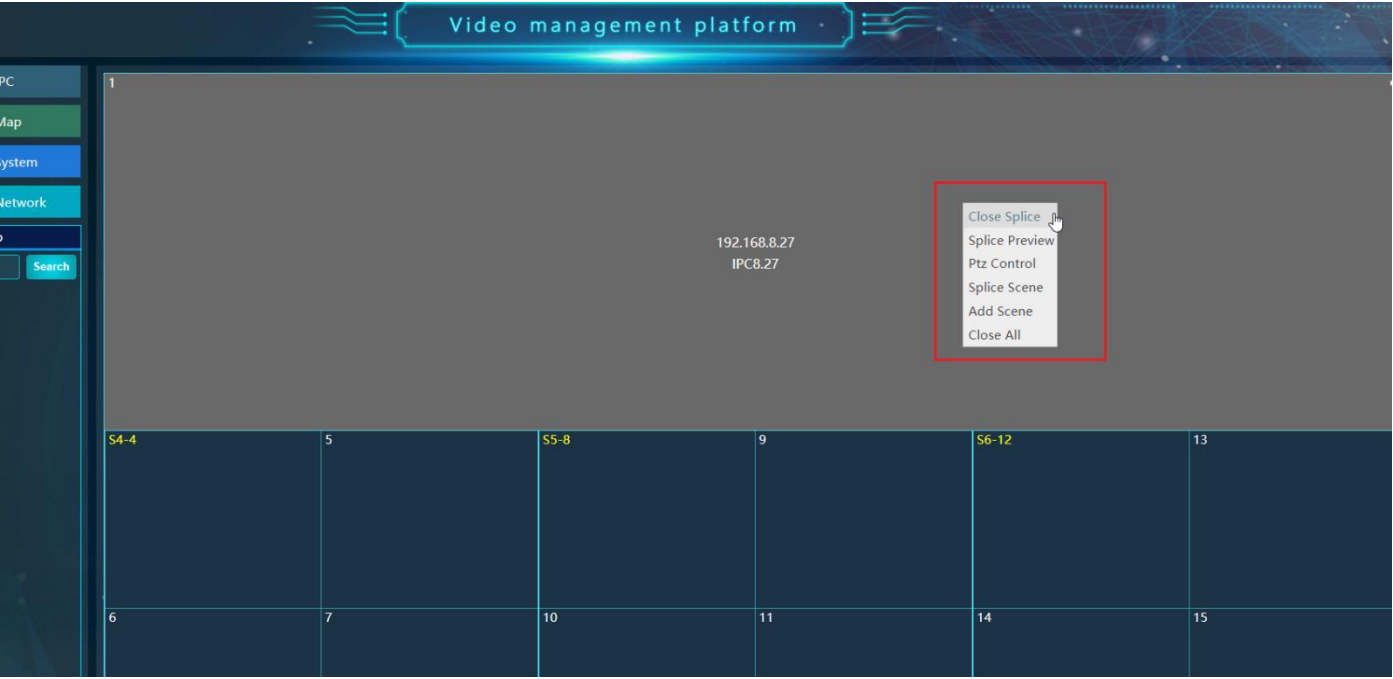 Video management platform
PC
Map
System
Network
Search
1
192.168.8.27
IPC8.27
Close Splice
Splice Preview
Ptz Control
Splice Scene
Add Scene
Close All
S4-4
5
S5-8
9
S6-12
13
6
7
10
11
14
15